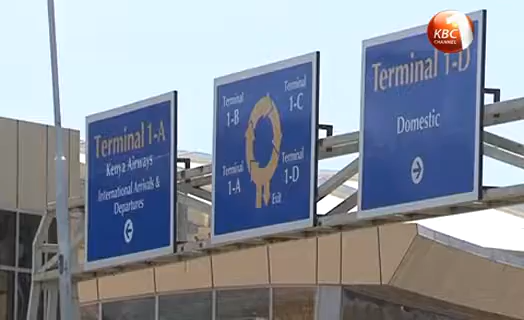 Terminal 1-A
Kenya Airways
International Arrivals &
Departures
Terminal
1-B
Terminal
1-C
Terminal
1-A
Terminal
1-D
Exit
Terminal 1-D
Domestic
1
KBC
CHANNEL